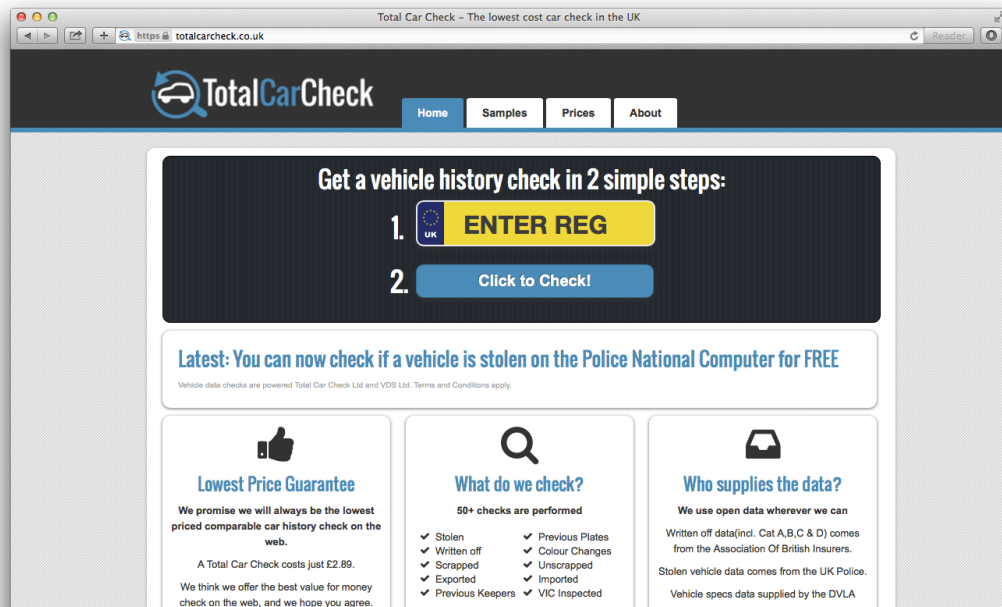 Total Car Check – The lowest cost car check in the UK
https totalcarcheck.co.uk
Reader
TotalCarCheck
Home Samples Prices About
Get a vehicle history check in 2 simple steps:
1. UK ENTER REG
2. Click to Check!
Latest: You can now check if a vehicle is stolen on the Police National Computer for FREE
Vehicle data checks are powered Total Car Check Ltd and VDS Ltd. Terms and Conditions apply.
Lowest Price Guarantee
We promise we will always be the lowest
priced comparable car history check on the
web.
A Total Car Check costs just £2.89.
We think we offer the best value for money
check on the web, and we hope you agree.
What do we check?
50+ checks are performed
Stolen
Written off
Scrapped
Exported
Previous Keepers
Previous Plates
Colour Changes
Unscrapped
Imported
VIC Inspected
Who supplies the data?
We use open data wherever we can
Written off data(incl. Cat A,B,C & D) comes
from the Association Of British Insurers.
Stolen vehicle data comes from the UK Police.
Vehicle specs data supplied by the DVLA